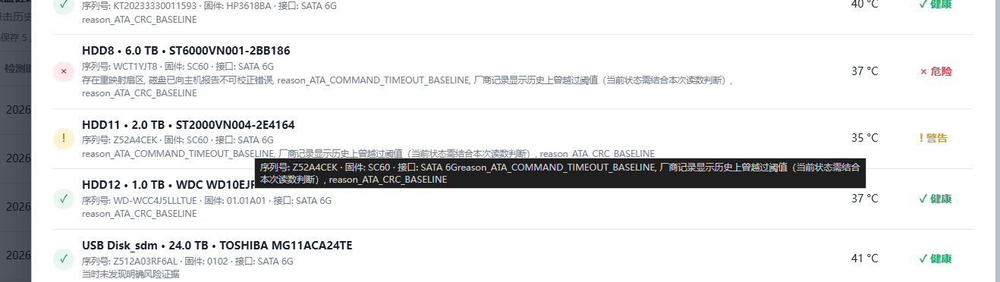 点击历史
保存 5 ,
检测时
2026
2026
2026
2026
序列号: KT20233330011593 · 固件: HP3618BA · 接口: SATA 6G
reason_ATA_CRC_BASELINE
40 °C
✓ 健康
×
HDD8 • 6.0 TB • ST6000VN001-2BB186
序列号: WCT1YJT8 · 固件: SC60 · 接口: SATA 6G
存在重映射扇区, 磁盘已向主机报告不可校正错误, reason_ATA_COMMAND_TIMEOUT_BASELINE, 厂商记录显示历史上曾越过阈值（当前状态需结合本次读数判断）,
reason_ATA_CRC_BASELINE
37 °C
× 危险
!
HDD11 • 2.0 TB • ST2000VN004-2E4164
序列号: Z52A4CEK · 固件: SC60 · 接口: SATA 6G
reason_ATA_COMMAND_TIMEOUT_BASELINE, 厂商记录显示历史上曾越过阈值（当前状态需结合本次读数判断）, reason_ATA_CRC_BASELINE
35 °C
! 警告
序列号: Z52A4CEK · 固件: SC60 · 接口: SATA 6Greason_ATA_COMMAND_TIMEOUT_BASELINE, 厂商记录显示历史上曾越过阈值（当前状态需结合
本次读数判断）, reason_ATA_CRC_BASELINE
✓
HDD12 • 1.0 TB • WDC WD10EJR
序列号: WD-WCC4J5LLLTUE · 固件: 01.01A01 · 接口: SATA 6G
reason_ATA_CRC_BASELINE
37 °C
✓ 健康
✓
USB Disk_sdm • 24.0 TB • TOSHIBA MG11ACA24TE
序列号: Z512A03RF6AL · 固件: 0102 · 接口: SATA 6G
当时未发现明确风险证据
41 °C
✓ 健康